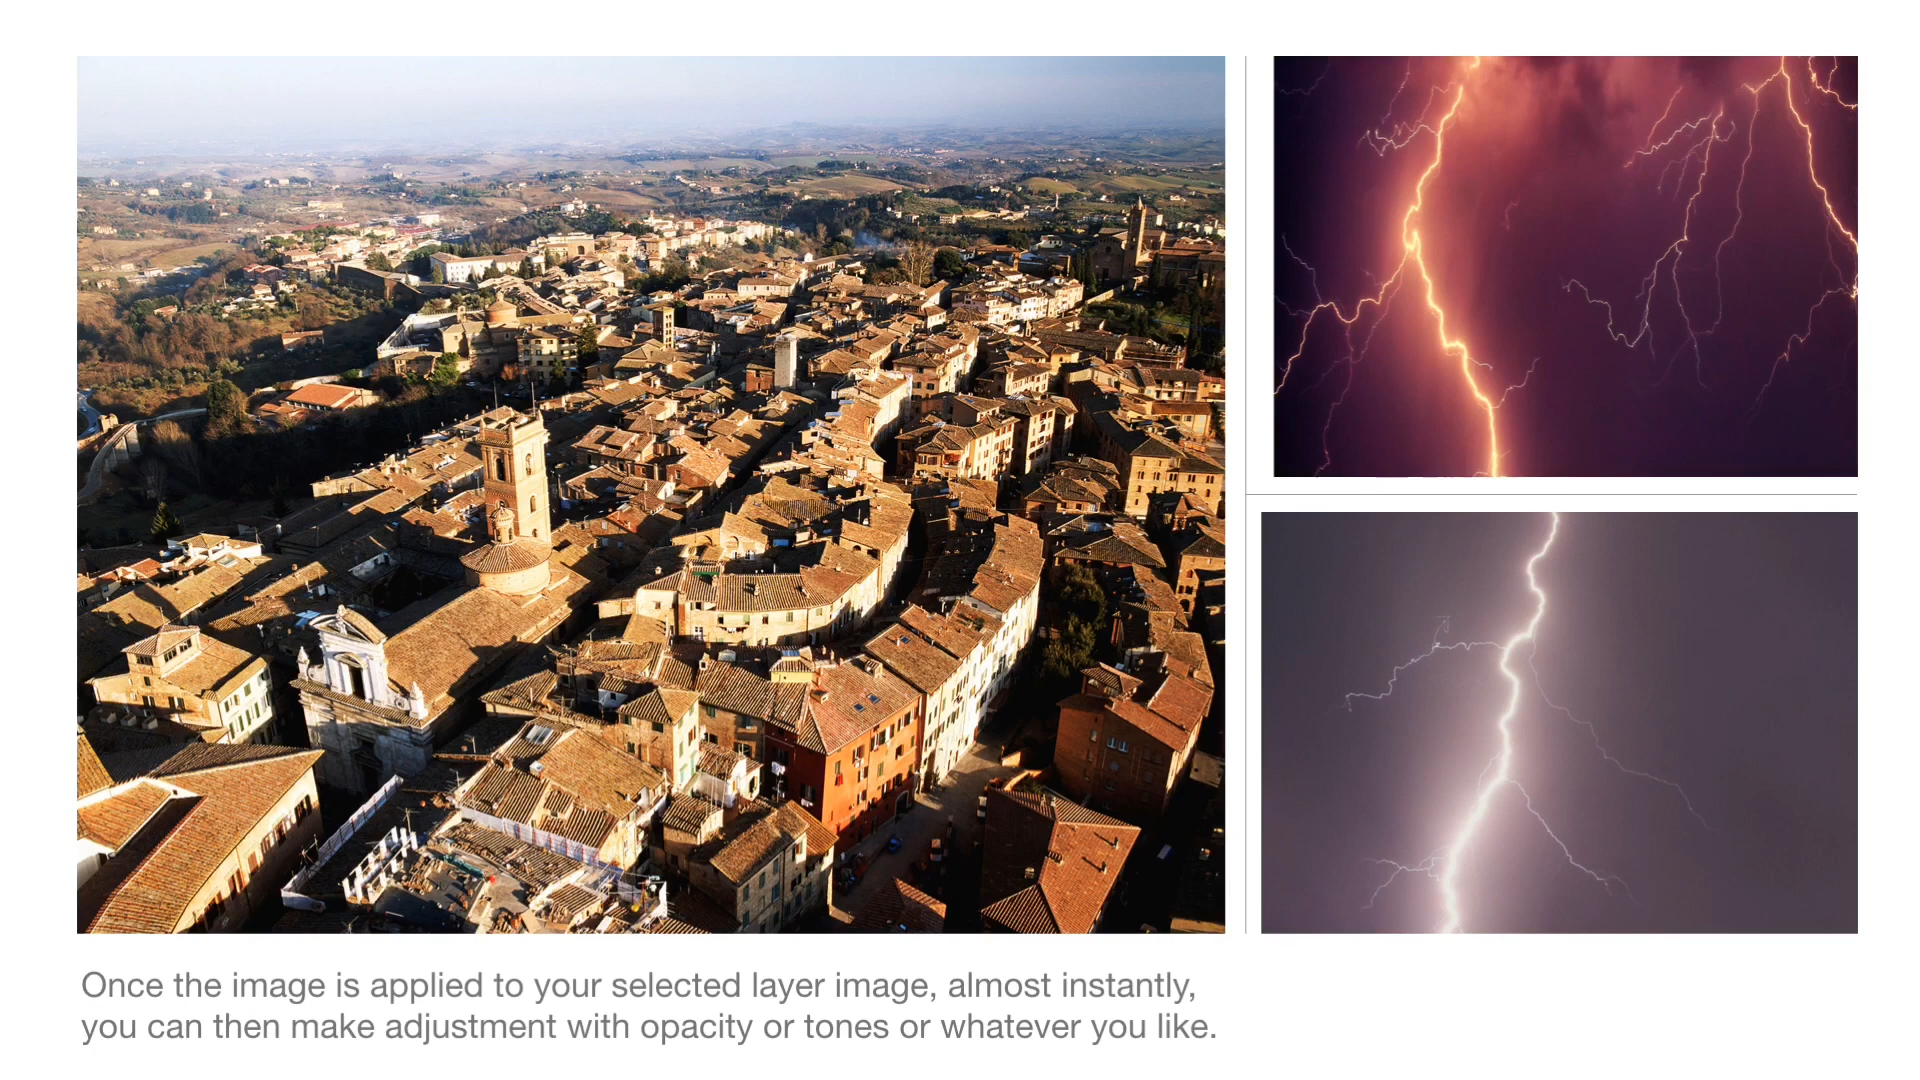 Once the image is applied to your selected layer image, almost instantly,
you can then make adjustment with opacity or tones or whatever you like.